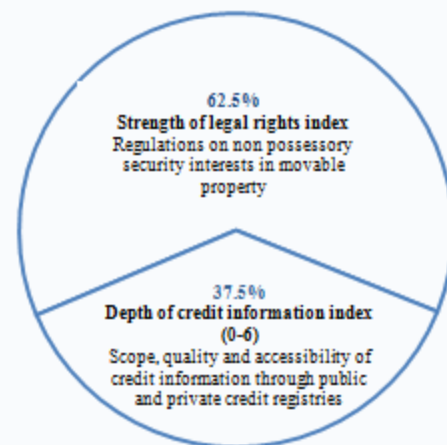 62.5%
Strength of legal rights index
Regulations on non possessory
security interests in movable
property
37.5%
Depth of credit information index
(0-6)
Scope, quality and accessibility of
credit information through public
and private credit registries